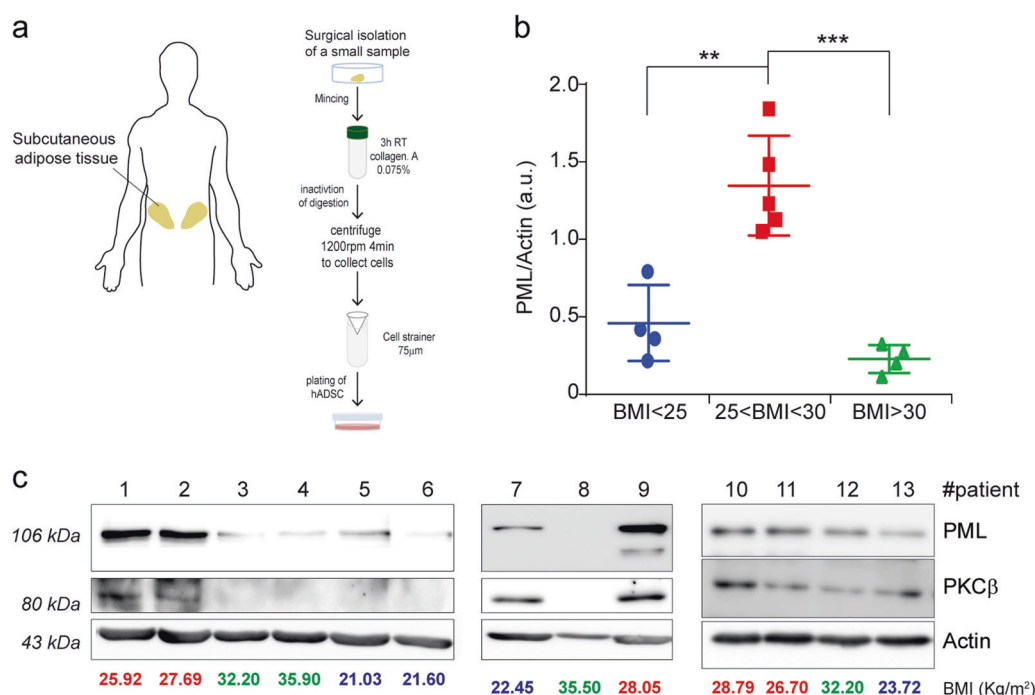 a
Subcutaneous
adipose tissue
Surgical isolation
of a small sample
Mincing
3h RT
collagen. A
0.075%
inactivtion
of digestion
centrifuge
1200rpm 4min
to collect cells
Cell strainer
75μm
plating of
hADSC
b
** ***
PML/Actin (a.u.)
2.0
1.5
1.0
0.5
0
BMI<25 25<BMI<30 BMI>30
c
1 2 3 4 5 6 7 8 9 10 11 12 13 #patient
106 kDa PML
80 kDa PKCβ
43 kDa Actin
25.92 27.69 32.20 35.90 21.03 21.60 22.45 35.50 28.05 28.79 26.70 32.20 23.72 BMI (Kg/m²)